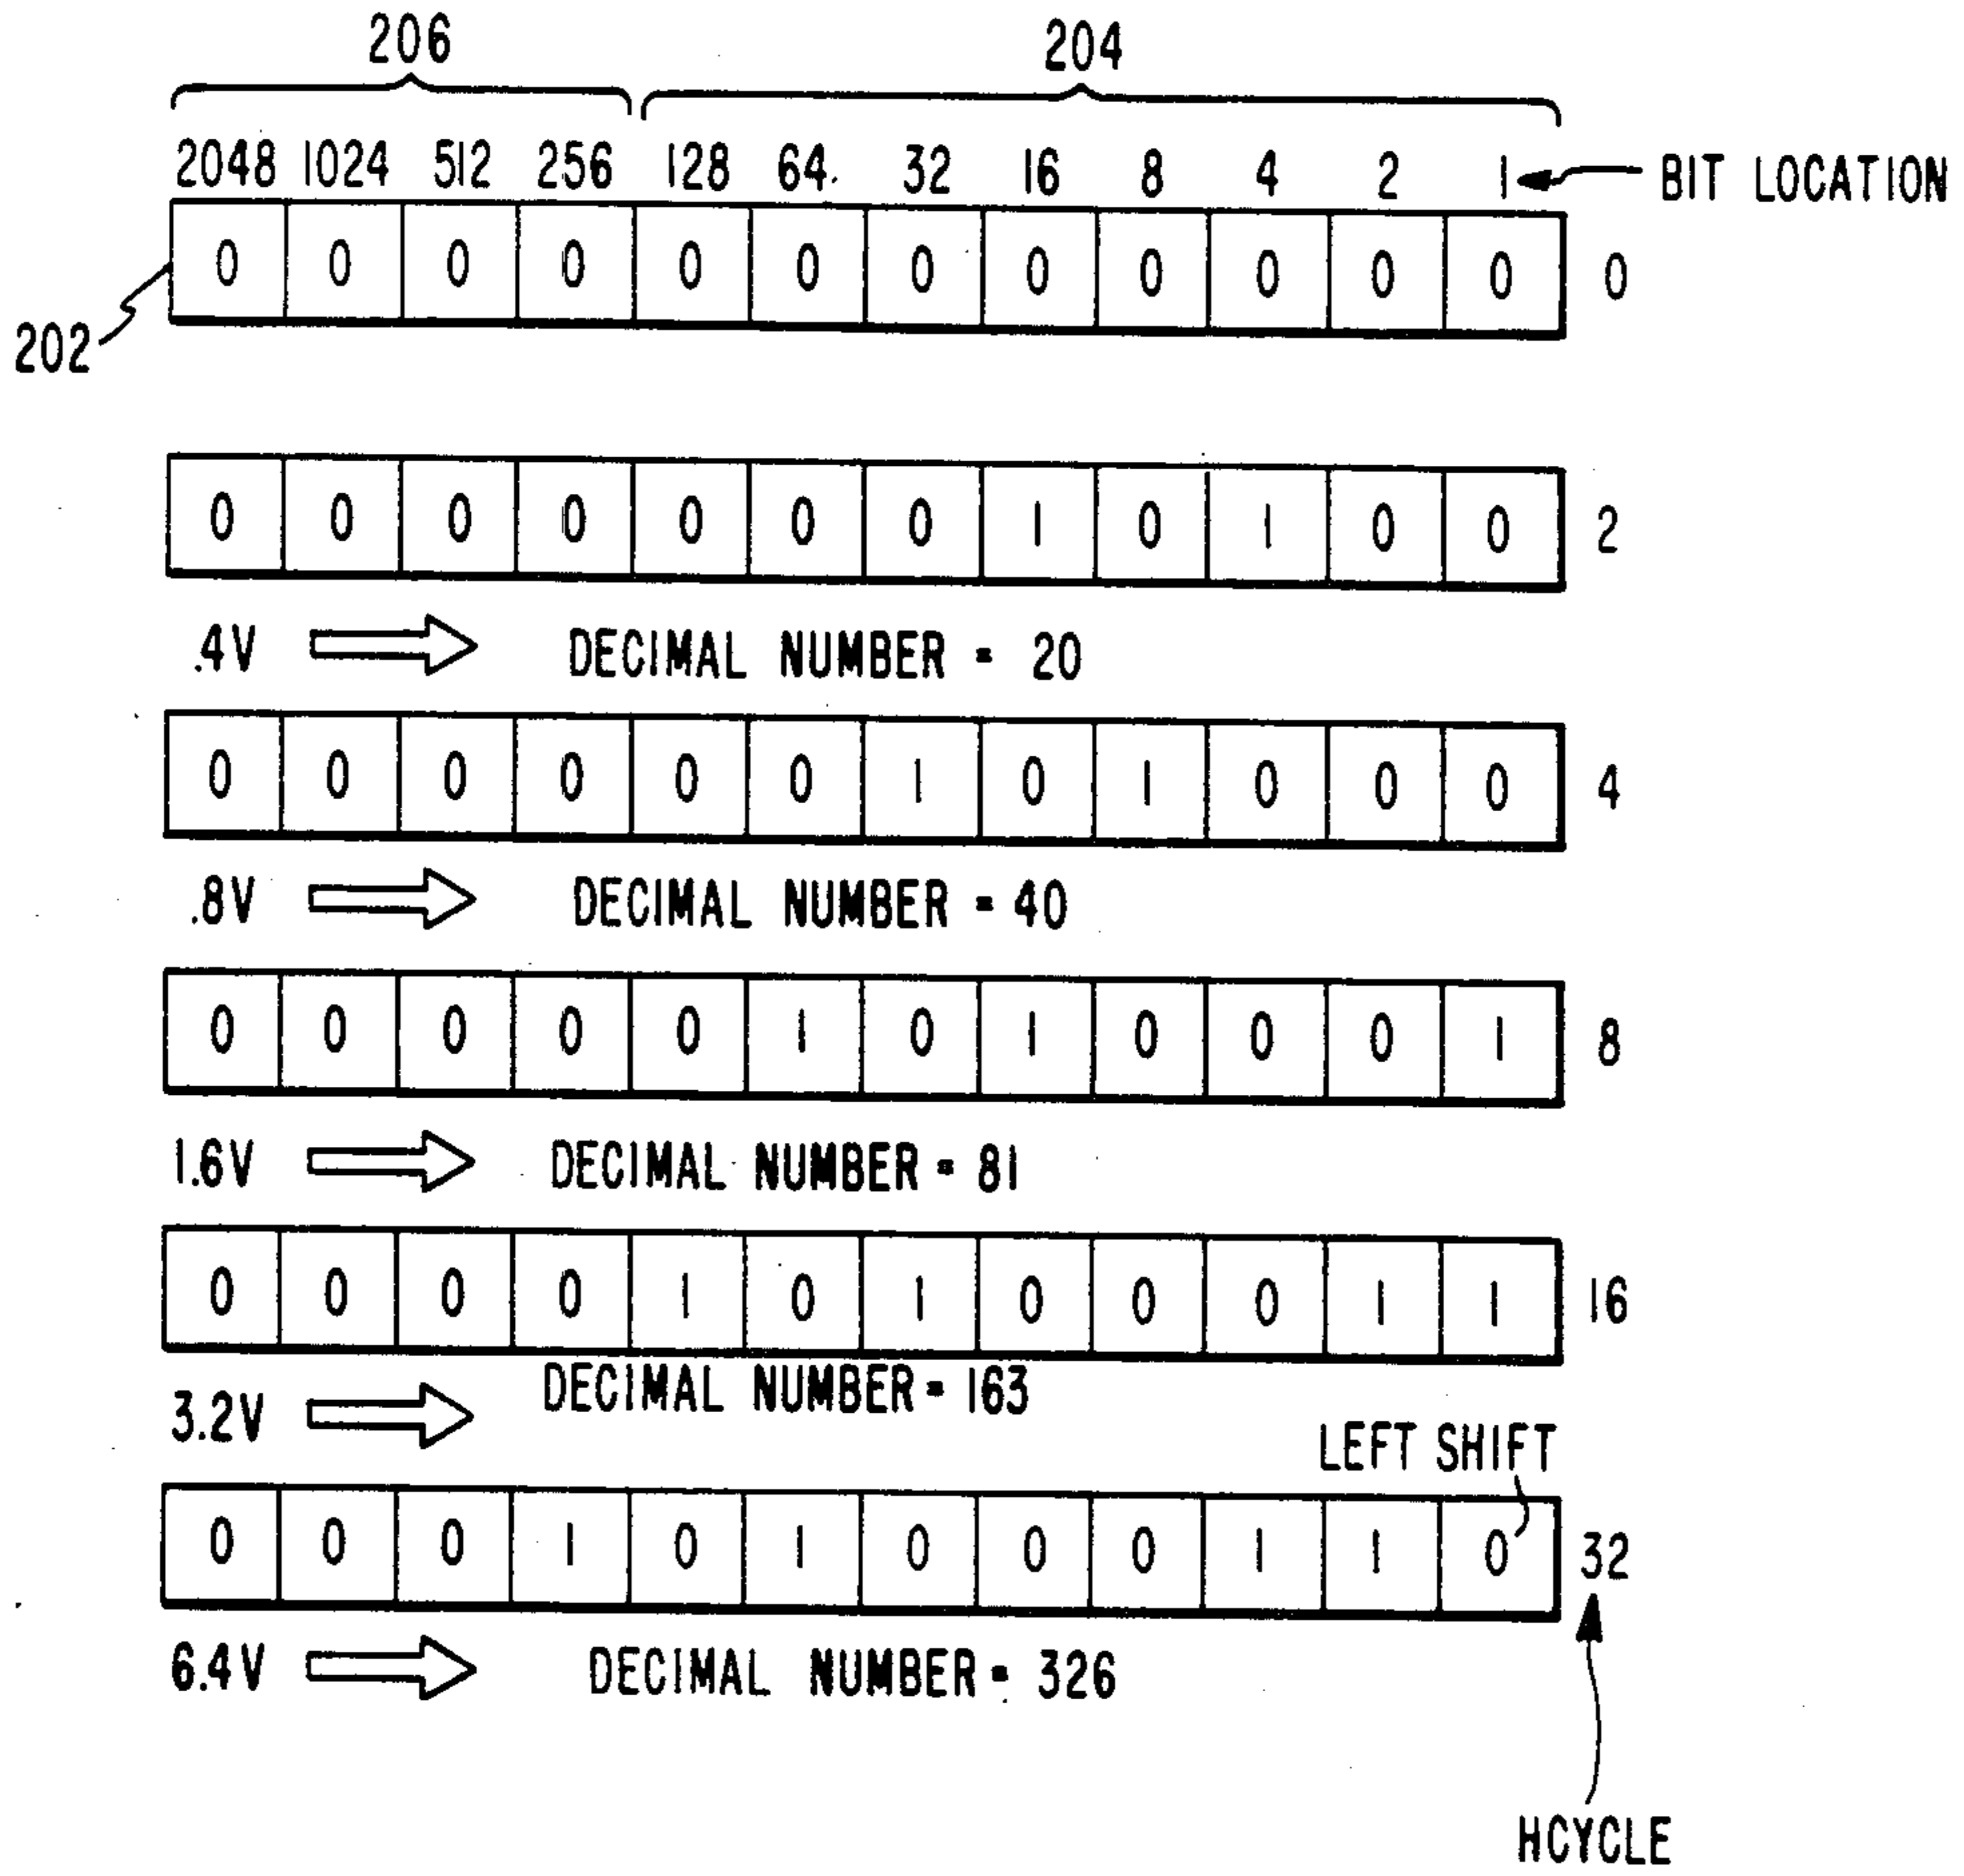 206 204
2048 1024 512 256 128 64 32 16 8 4 2 1 BIT LOCATION
0 0 0 0 0 0 0 0 0 0 0 0 0
202
0 0 0 0 0 0 0 1 0 1 0 0 2
.4V DECIMAL NUMBER = 20
0 0 0 0 0 0 1 0 1 0 0 0 4
.8V DECIMAL NUMBER = 40
0 0 0 0 0 1 0 1 0 0 0 1 8
1.6V DECIMAL NUMBER = 81
0 0 0 0 1 0 1 0 0 0 1 1 16
3.2V DECIMAL NUMBER = 163
LEFT SHIFT
0 0 0 1 0 1 0 0 0 1 1 0 32
6.4V DECIMAL NUMBER = 326
HCYCLE